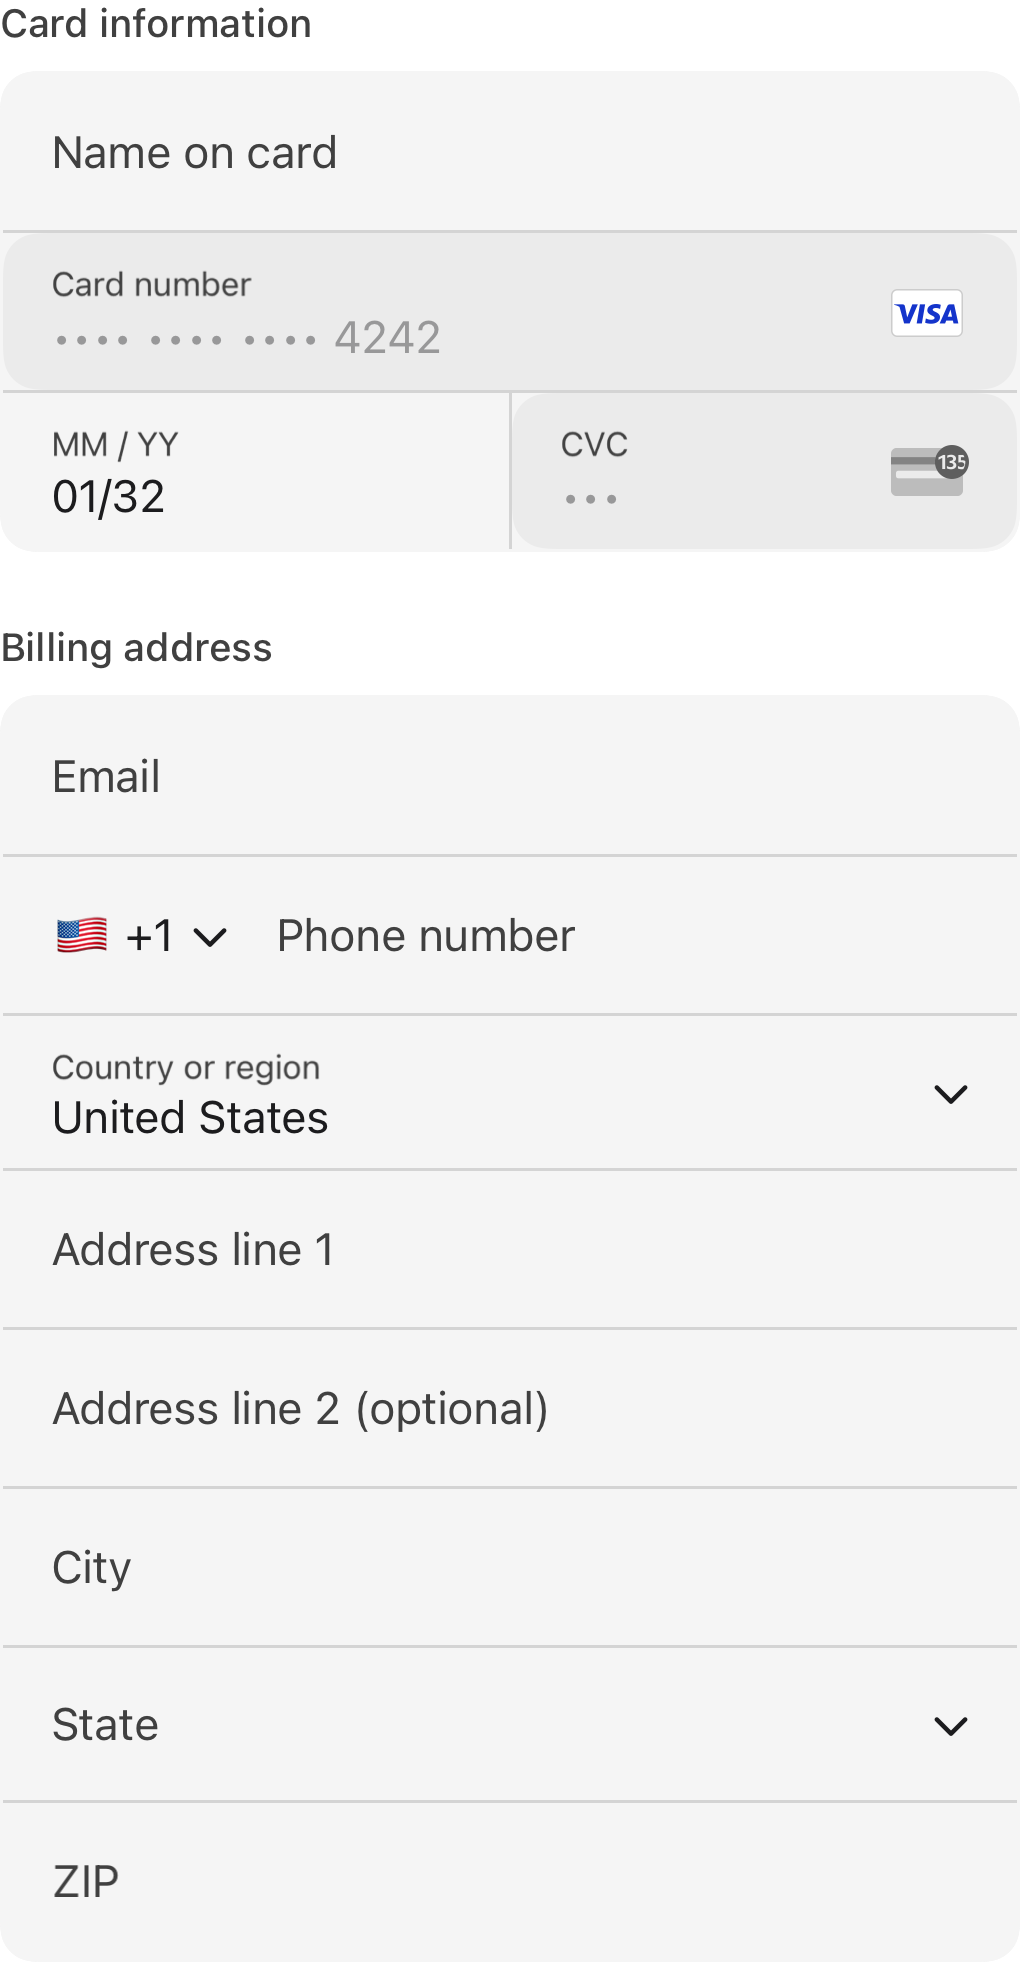 Card information
Name on card
Card number
•••• •••• •••• 4242
VISA
MM / YY
01/32
CVC
•••
135
Billing address
Email
+1
Phone number
Country or region
United States
Address line 1
Address line 2 (optional)
City
State
ZIP